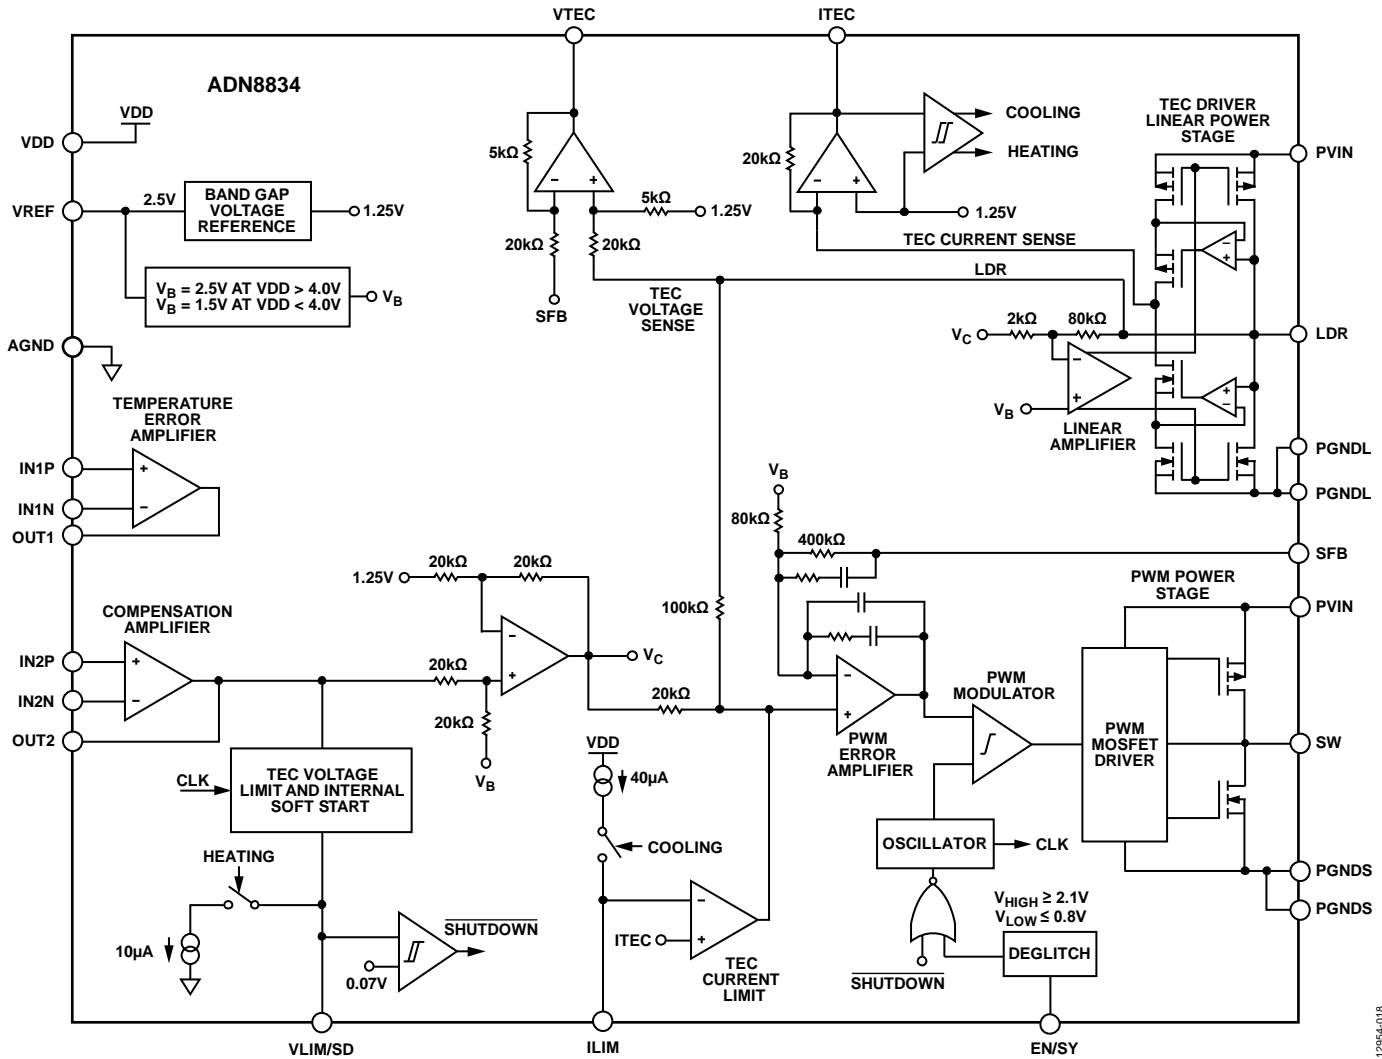 VTEC
ITEC
ADN8834
VDD
VDD
VREF
2.5V
BAND GAP
VOLTAGE
REFERENCE
1.25V
VB = 2.5V AT VDD > 4.0V
VB = 1.5V AT VDD < 4.0V
VB
AGND
5kΩ
5kΩ
1.25V
20kΩ
20kΩ
SFB
TEC
VOLTAGE
SENSE
20kΩ
COOLING
HEATING
1.25V
TEC CURRENT SENSE
LDR
TEC DRIVER
LINEAR POWER
STAGE
PVIN
VC
2kΩ
80kΩ
LDR
VB
LINEAR
AMPLIFIER
PGNDL
PGNDL
TEMPERATURE
ERROR
AMPLIFIER
IN1P
IN1N
OUT1
VB
80kΩ
400kΩ
SFB
1.25V
20kΩ
20kΩ
100kΩ
PWM POWER
STAGE
PVIN
COMPENSATION
AMPLIFIER
IN2P
IN2N
OUT2
20kΩ
20kΩ
VB
VC
20kΩ
PWM
ERROR
AMPLIFIER
PWM
MODULATOR
PWM
MOSFET
DRIVER
SW
CLK
TEC VOLTAGE
LIMIT AND INTERNAL
SOFT START
VDD
40µA
COOLING
OSCILLATOR
CLK
HEATING
10µA
0.07V
SHUTDOWN
ITEC
TEC
CURRENT
LIMIT
SHUTDOWN
VHIGH ≥ 2.1V
VLOW ≤ 0.8V
DEGLITCH
PGNDS
PGNDS
VLIM/SD
ILIM
EN/SY
12954-018